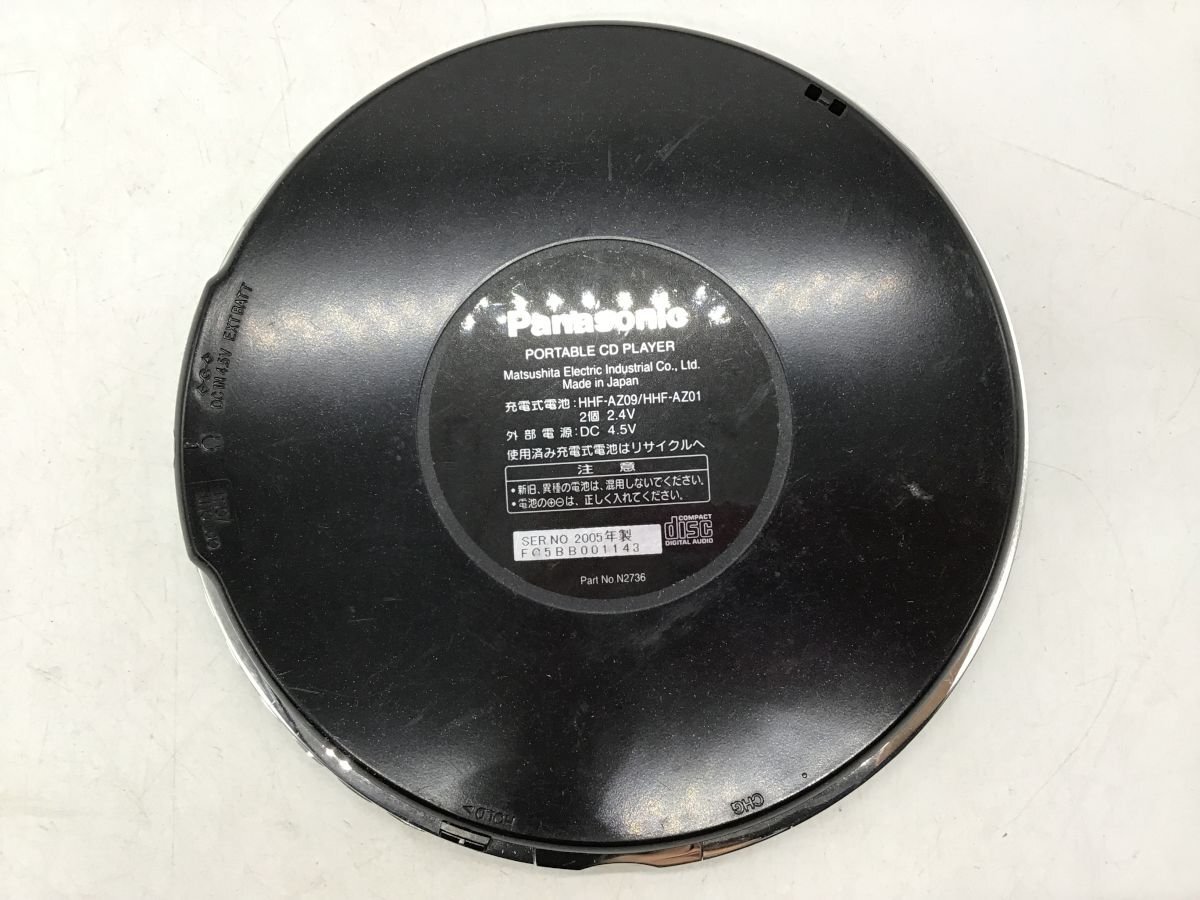 Panasonic
PORTABLE CD PLAYER
Matsushita Electric Industrial Co., Ltd.
Made in Japan
充電式電池:HHF-AZ09/HHF-AZ01
2個 2.4V
外部電源:DC 4.5V
使用済み充電式電池はリサイクルへ
注意
•新旧、異種の電池は、混用しないでください。
•電池の⊕⊖は、正しく入れてください。
SER.NO 2005年製
FG5BB001143
COMPACT
disc
DIGITAL AUDIO
Part No N2736
DC IN 4.5V EXT BATT
HOLD
CHG